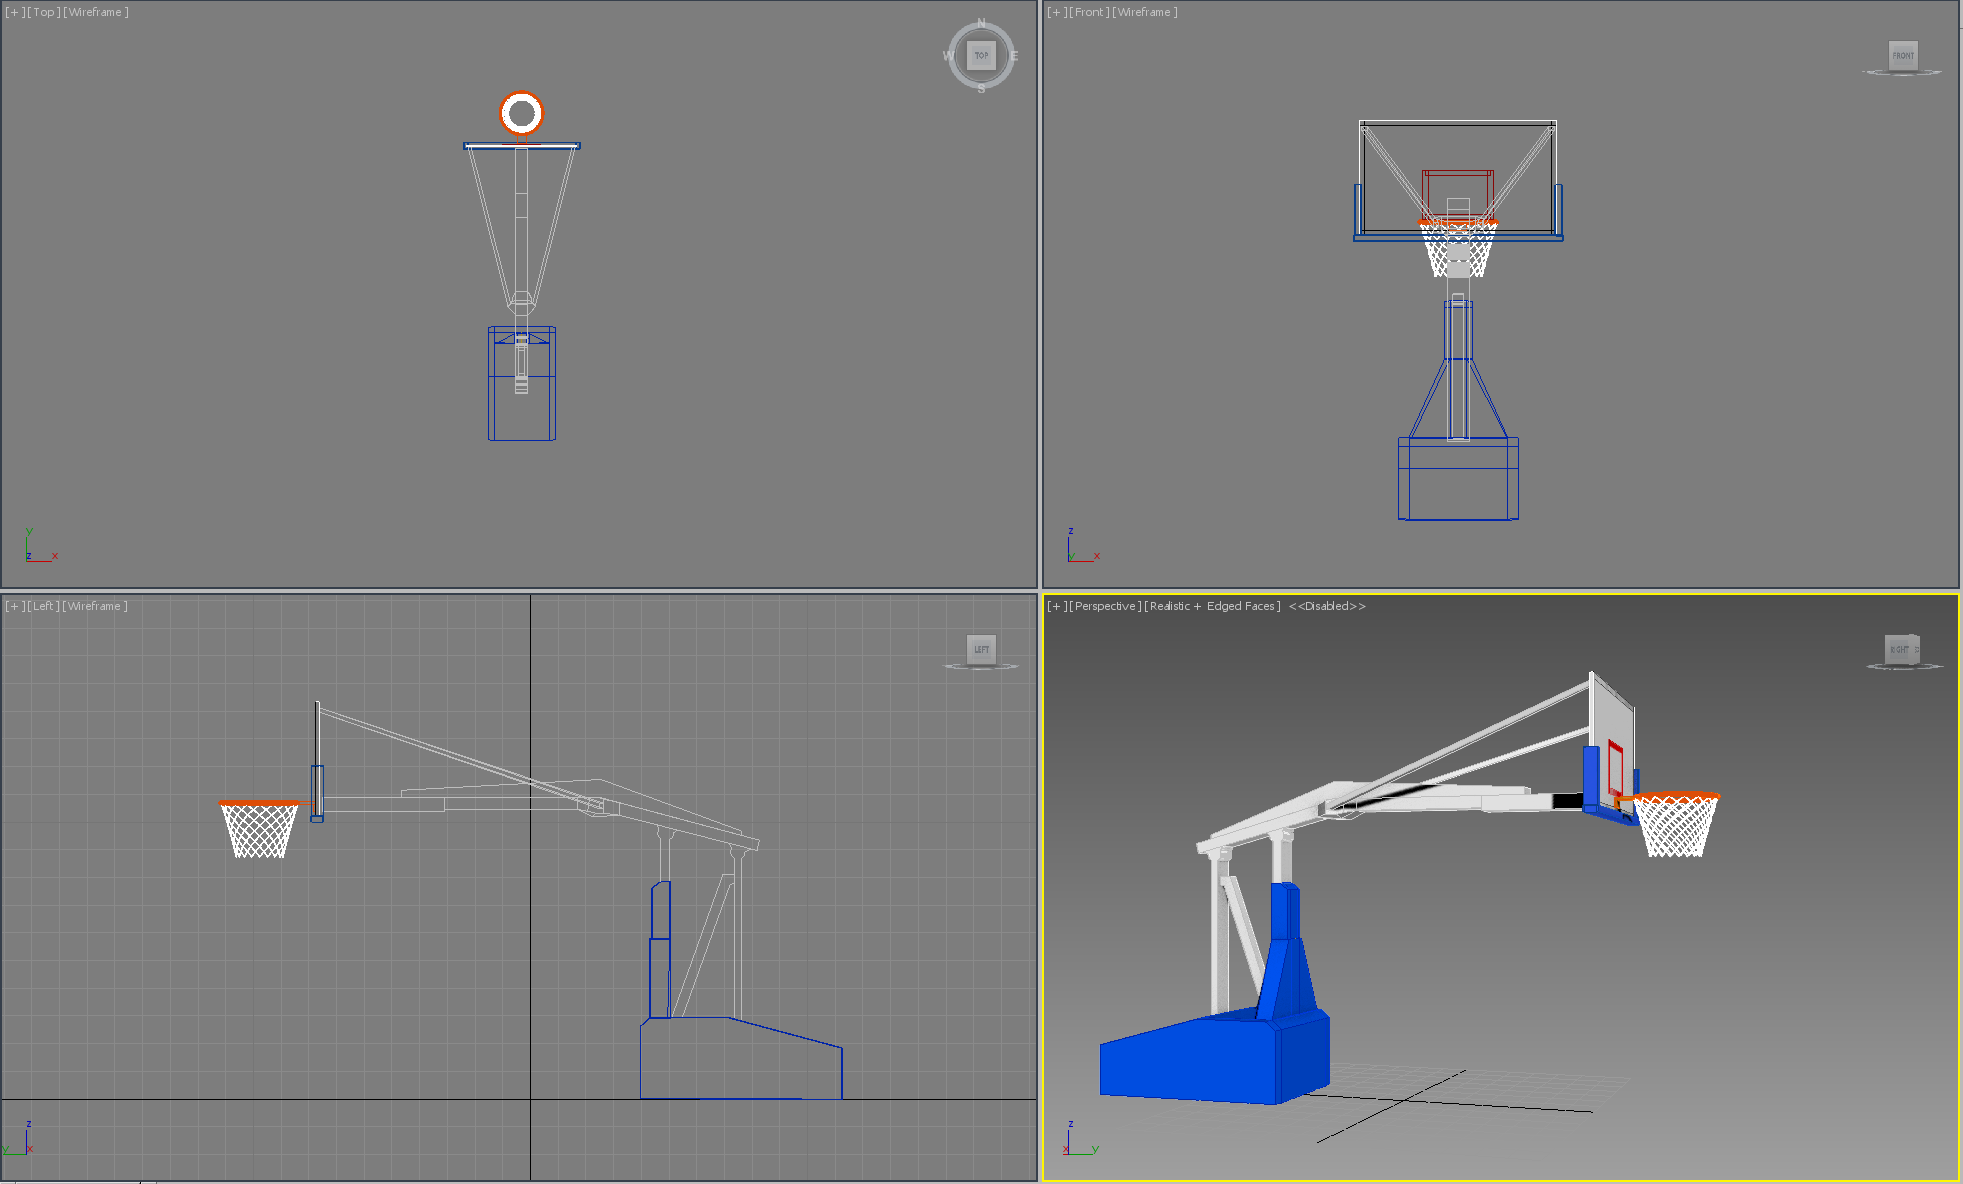 [+][Top][Wireframe]
N
W TOP E
S
Y
z x
[+][Front][Wireframe]
FRONT
z
y x
[+][Left][Wireframe]
LEFT
z
y x
[+][Perspective][Realistic + Edged Faces] <<Disabled>>
RIGHT
z
x y